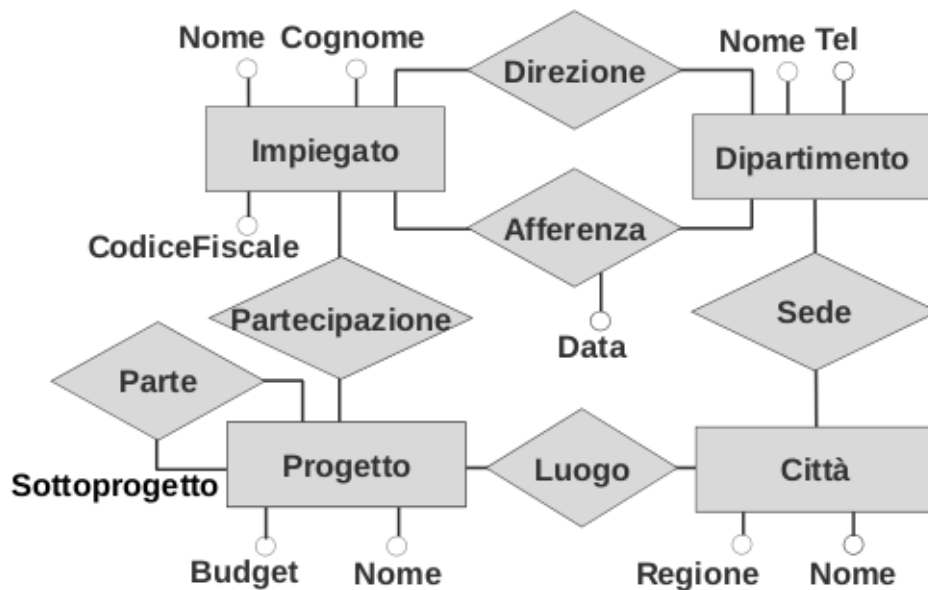 Nome Cognome
Direzione
Nome Tel
Impiegato
Dipartimento
CodiceFiscale
Afferenza
Data
Partecipazione
Sede
Parte
Sottoprogetto
Progetto
Luogo
Città
Budget Nome
Regione Nome